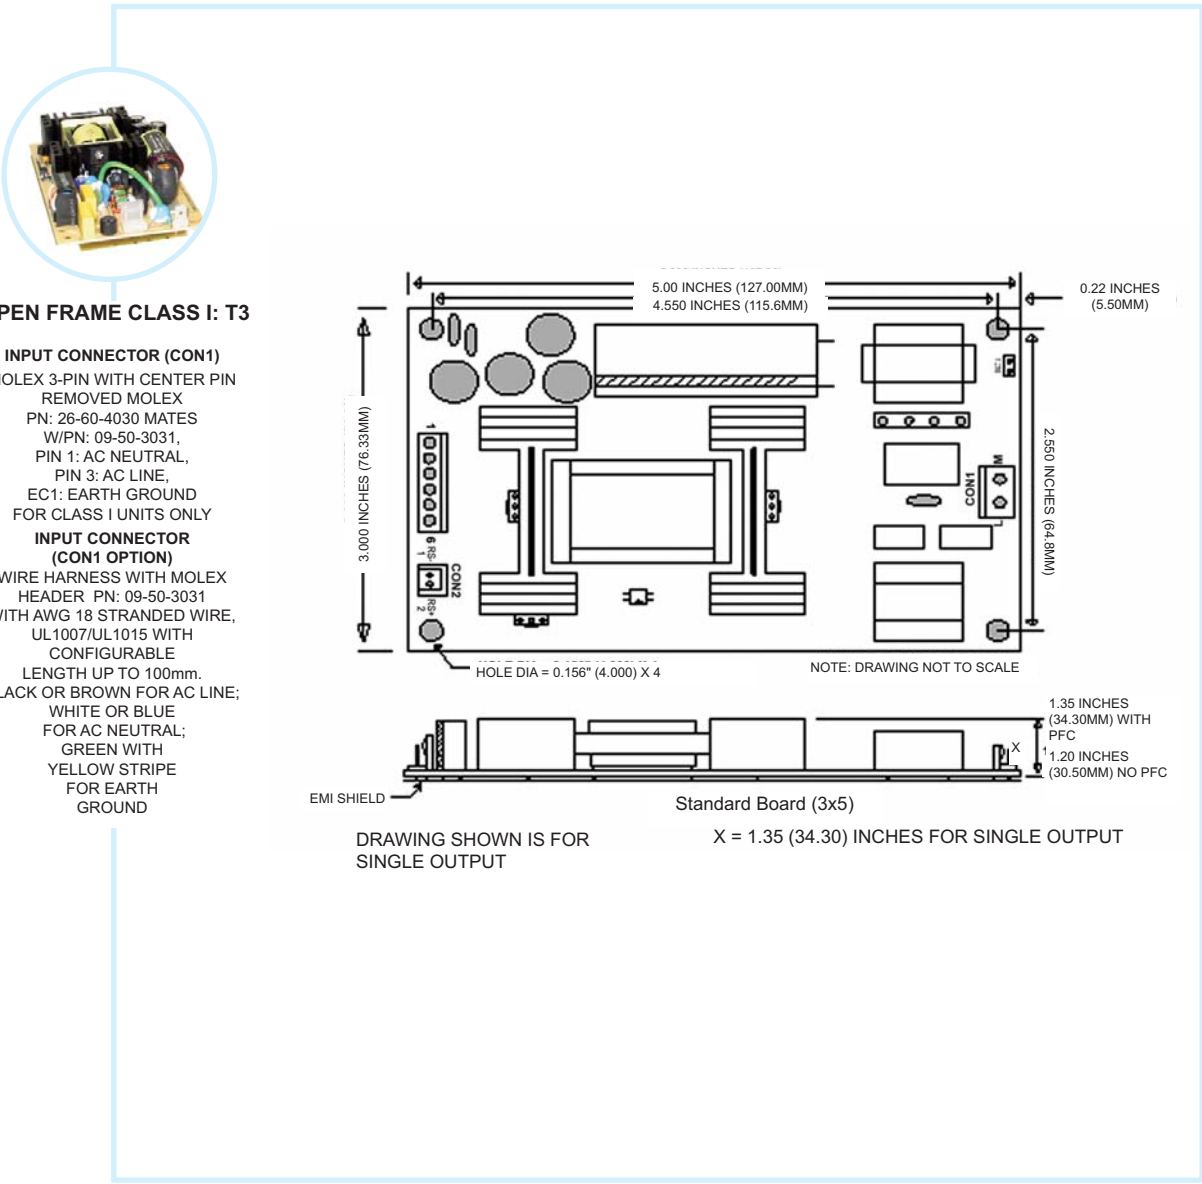 PEN FRAME CLASS I: T3
INPUT CONNECTOR (CON1)
MOLEX 3-PIN WITH CENTER PIN
REMOVED MOLEX
PN: 26-60-4030 MATES
W/PN: 09-50-3031,
PIN 1: AC NEUTRAL,
PIN 3: AC LINE,
EC1: EARTH GROUND
FOR CLASS I UNITS ONLY
INPUT CONNECTOR
(CON1 OPTION)
WIRE HARNESS WITH MOLEX
HEADER PN: 09-50-3031
WITH AWG 18 STRANDED WIRE,
UL1007/UL1015 WITH
CONFIGURABLE
LENGTH UP TO 100mm.
LACK OR BROWN FOR AC LINE;
WHITE OR BLUE
FOR AC NEUTRAL;
GREEN WITH
YELLOW STRIPE
FOR EARTH
GROUND
5.00 INCHES (127.00MM)
4.550 INCHES (115.6MM)
0.22 INCHES
(5.50MM)
3.000 INCHES (76.33MM)
2.550 INCHES (64.8MM)
1
6
RS-
1
CON2
RS+
2
CON1
M
L
HOLE DIA = 0.156" (4.000) X 4
NOTE: DRAWING NOT TO SCALE
1.35 INCHES
(34.30MM) WITH
PFC
X
1.20 INCHES
(30.50MM) NO PFC
EMI SHIELD
Standard Board (3x5)
DRAWING SHOWN IS FOR
SINGLE OUTPUT
X = 1.35 (34.30) INCHES FOR SINGLE OUTPUT